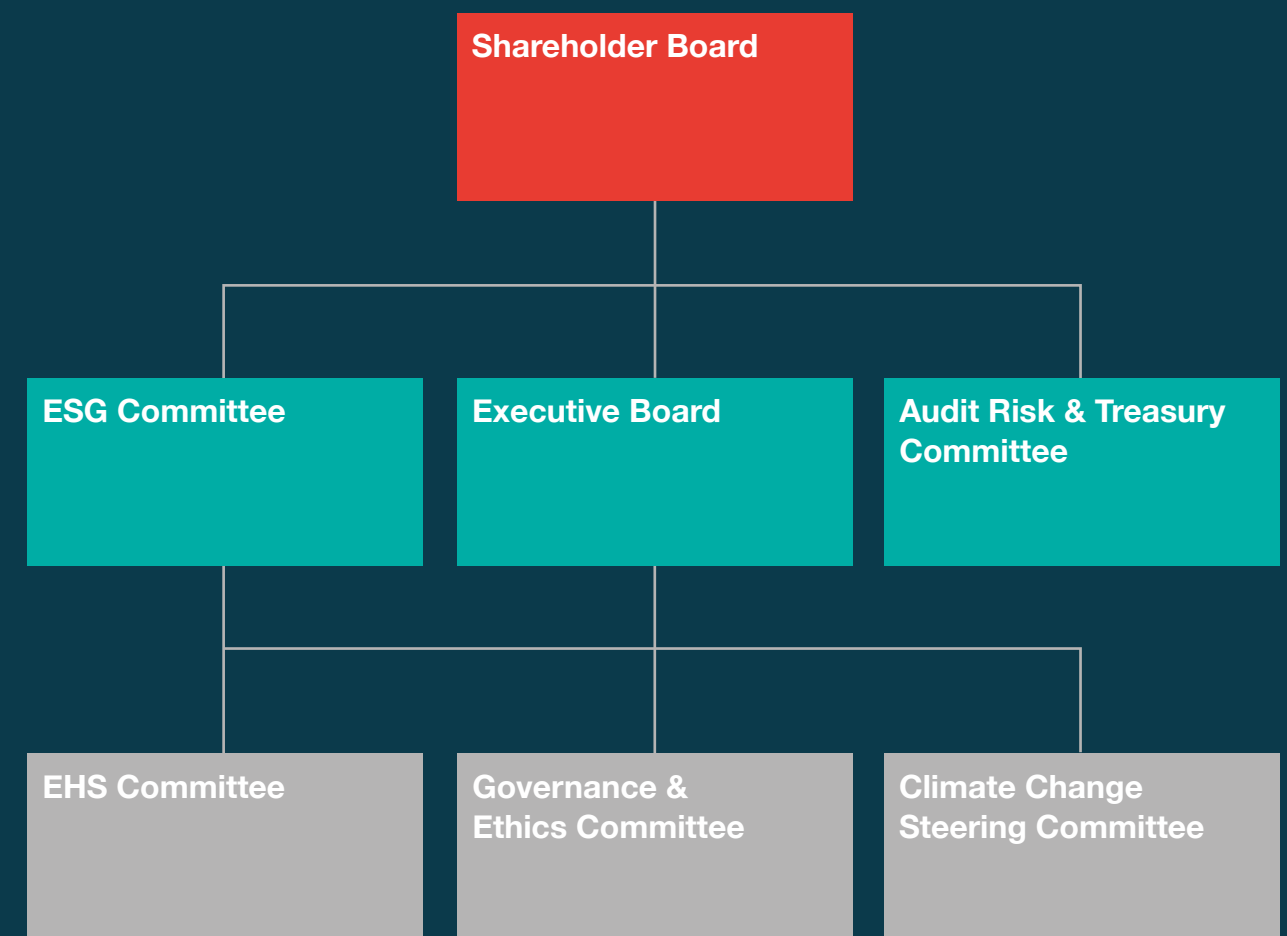 Shareholder Board
ESG Committee
Executive Board
Audit Risk & Treasury
Committee
EHS Committee
Governance &
Ethics Committee
Climate Change
Steering Committee